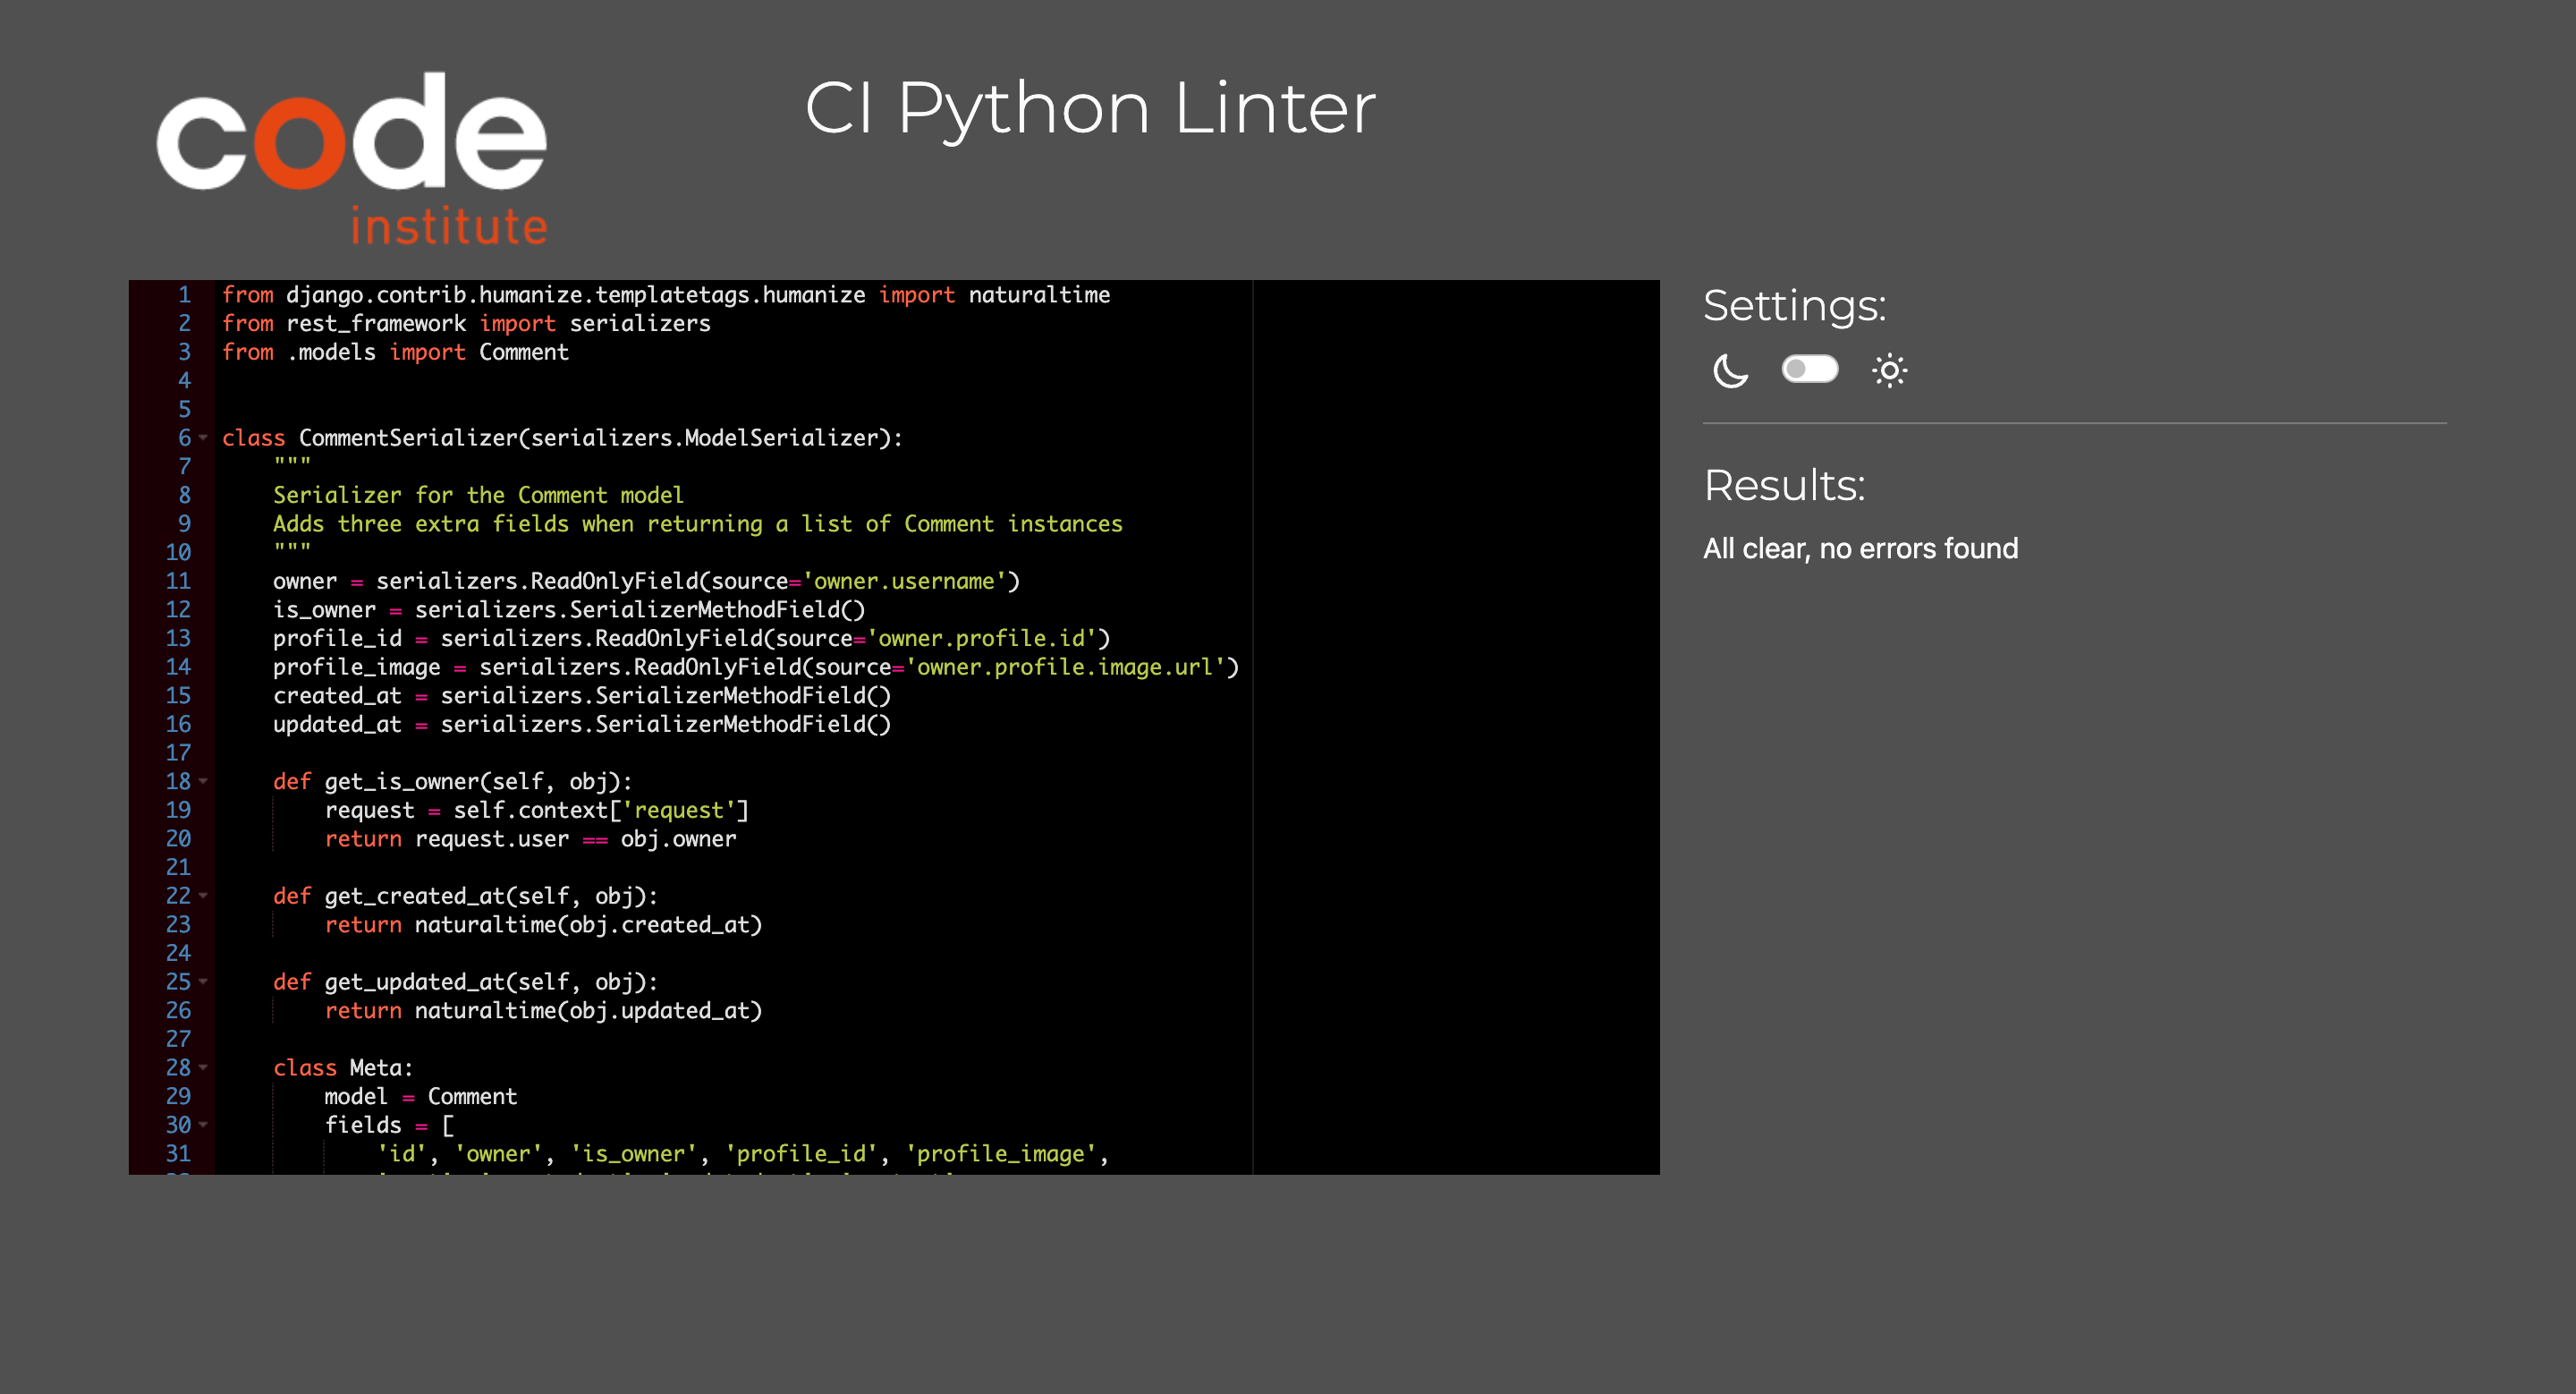 code
institute
CI Python Linter
1 from django.contrib.humanize.templatetags.humanize import naturaltime
2 from rest_framework import serializers
3 from .models import Comment
4
5
6 class CommentSerializer(serializers.ModelSerializer):
7     """
8     Serializer for the Comment model
9     Adds three extra fields when returning a list of Comment instances
10     """
11     owner = serializers.ReadOnlyField(source='owner.username')
12     is_owner = serializers.SerializerMethodField()
13     profile_id = serializers.ReadOnlyField(source='owner.profile.id')
14     profile_image = serializers.ReadOnlyField(source='owner.profile.image.url')
15     created_at = serializers.SerializerMethodField()
16     updated_at = serializers.SerializerMethodField()
17
18     def get_is_owner(self, obj):
19         request = self.context['request']
20         return request.user == obj.owner
21
22     def get_created_at(self, obj):
23         return naturaltime(obj.created_at)
24
25     def get_updated_at(self, obj):
26         return naturaltime(obj.updated_at)
27
28     class Meta:
29         model = Comment
30         fields = [
31             'id', 'owner', 'is_owner', 'profile_id', 'profile_image',
Settings:
Results:
All clear, no errors found